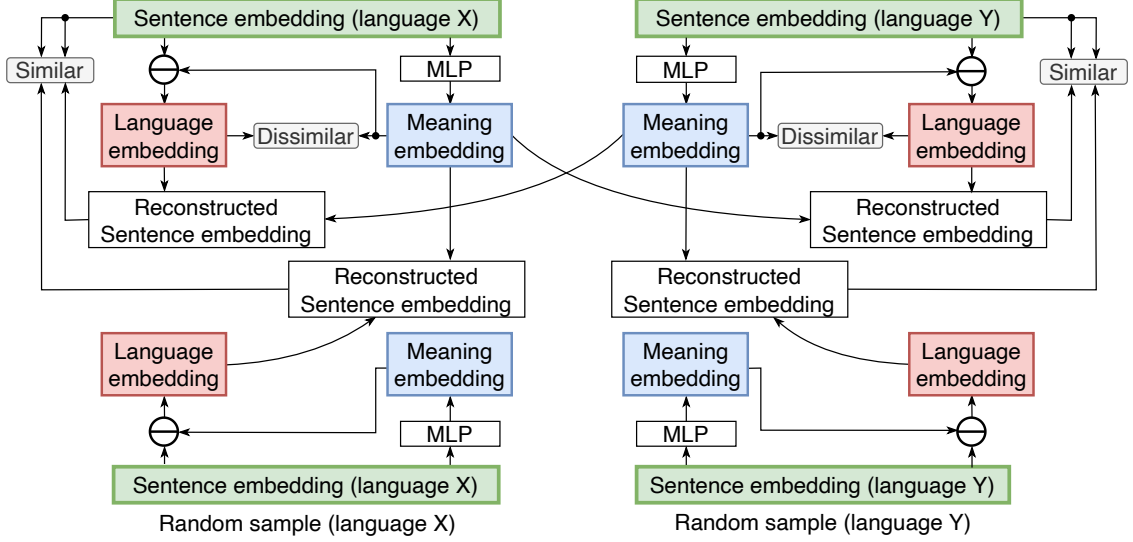 Sentence embedding (language X)
Sentence embedding (language Y)
Similar
MLP
MLP
Similar
Language
embedding
Dissimilar
Meaning
embedding
Meaning
embedding
Dissimilar
Language
embedding
Reconstructed
Sentence embedding
Reconstructed
Sentence embedding
Reconstructed
Sentence embedding
Reconstructed
Sentence embedding
Language
embedding
Meaning
embedding
Meaning
embedding
Language
embedding
MLP
MLP
Sentence embedding (language X)
Sentence embedding (language Y)
Random sample (language X)
Random sample (language Y)